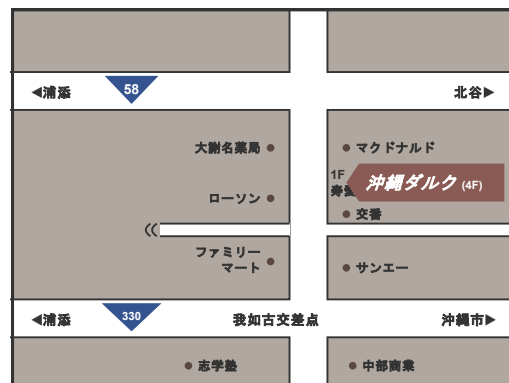 ◀浦添
58
北谷▶
大謝名薬局
マクドナルド
1F
沖縄ダルク (4F)
ローソン
交番
ファミリー
マート
サンエー
◀浦添
330
我如古交差点
沖縄市▶
志学塾
中部商業